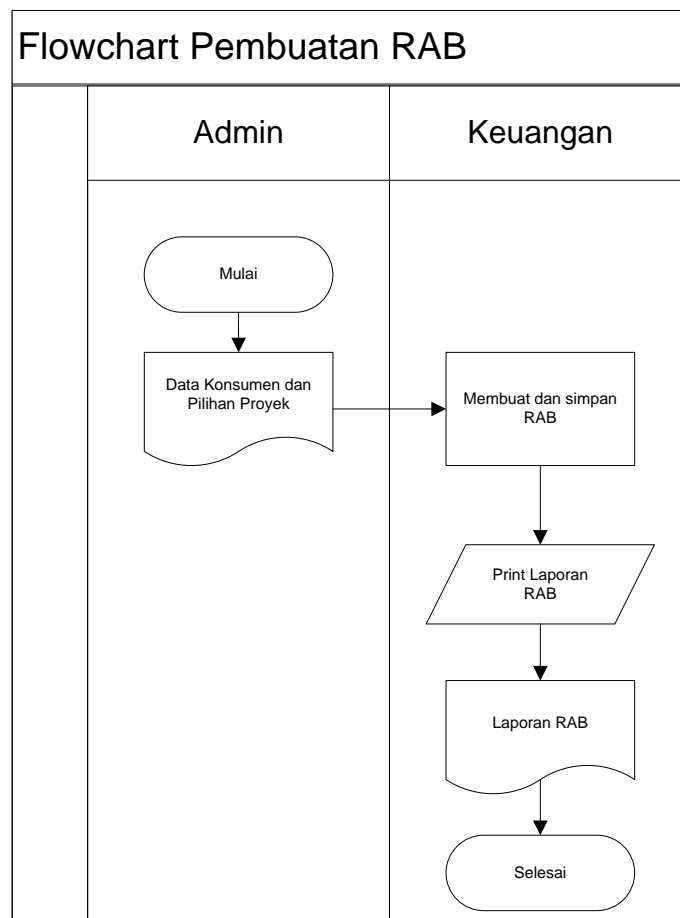 Flowchart Pembuatan RAB
Admin
Keuangan
Mulai
Data Konsumen dan
Pilihan Proyek
Membuat dan simpan
RAB
Print Laporan
RAB
Laporan RAB
Selesai